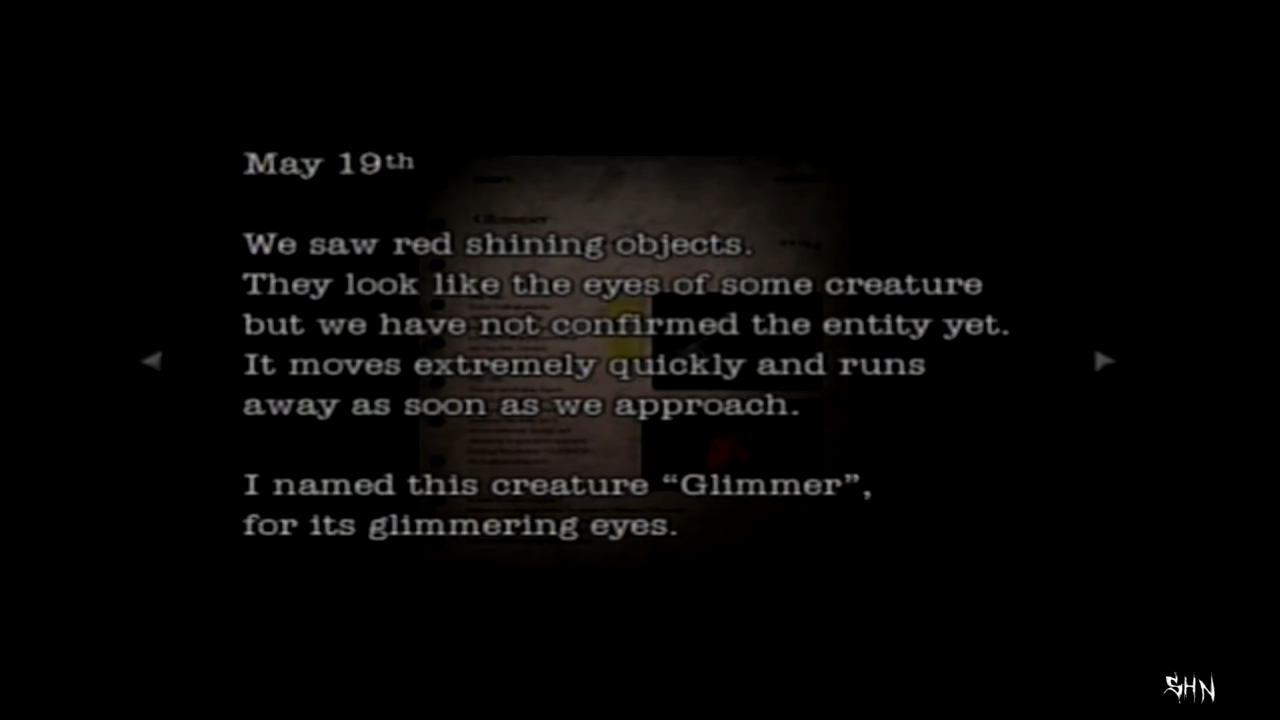 May 19th
We saw red shining objects.
They look like the eyes of some creature
but we have not confirmed the entity yet.
It moves extremely quickly and runs
away as soon as we approach.
I named this creature “Glimmer”,
for its glimmering eyes.
Glimmer
SHN